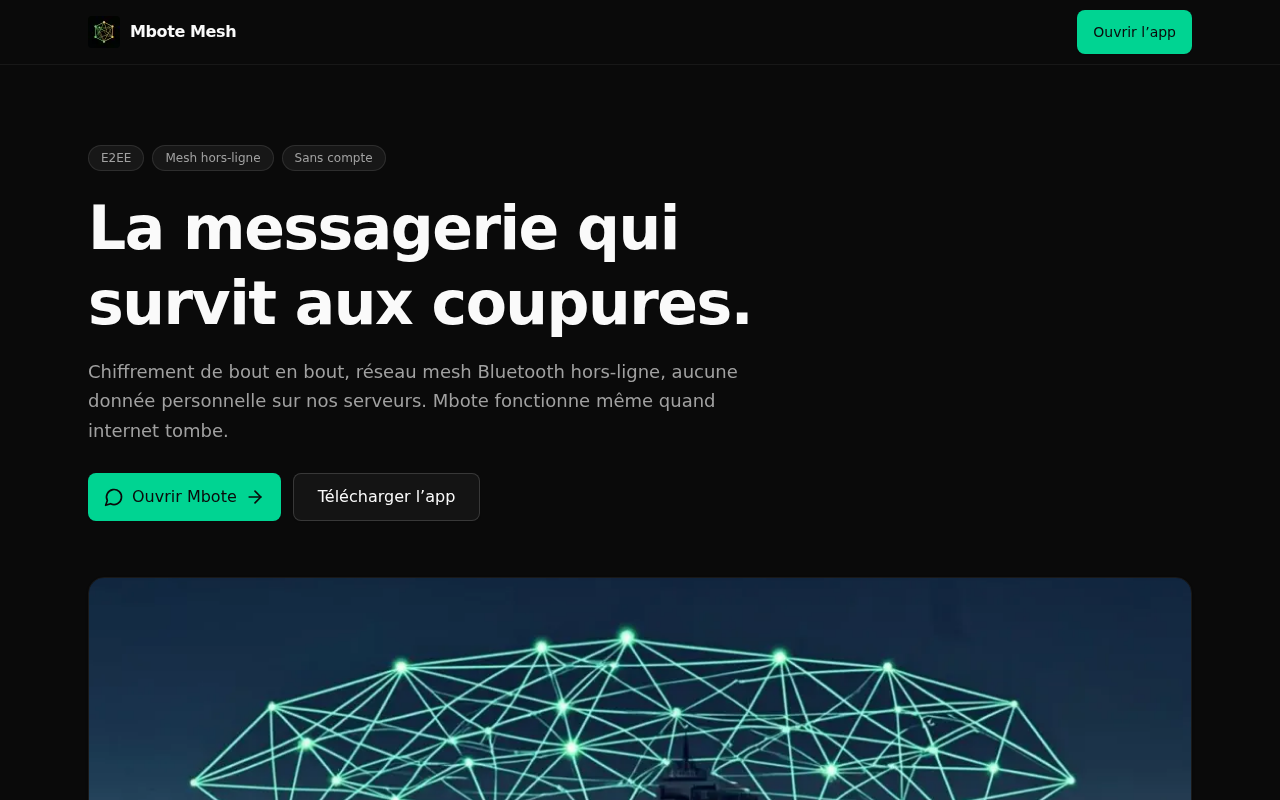 Mbote Mesh
Ouvrir l’app
E2EE
Mesh hors-ligne
Sans compte
La messagerie qui
survit aux coupures.
Chiffrement de bout en bout, réseau mesh Bluetooth hors-ligne, aucune
donnée personnelle sur nos serveurs. Mbote fonctionne même quand
internet tombe.
Ouvrir Mbote
Télécharger l’app